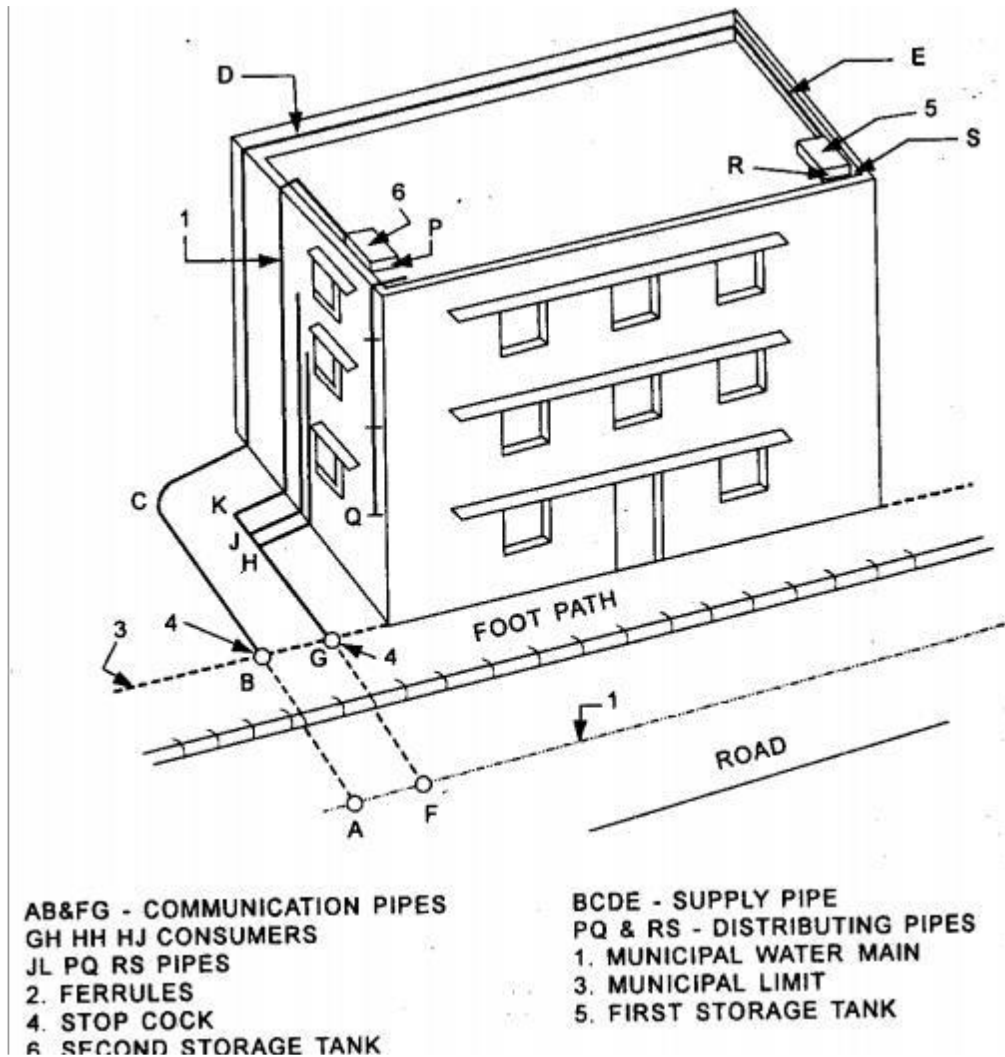 D
E
5
S
R
6
P
1
C
K
Q
J
H
FOOT PATH
3
4
G
4
B
1
ROAD
F
A
AB&FG - COMMUNICATION PIPES
GH HH HJ CONSUMERS
JL PQ RS PIPES
2. FERRULES
4. STOP COCK
6. SECOND STORAGE TANK
BCDE - SUPPLY PIPE
PQ & RS - DISTRIBUTING PIPES
1. MUNICIPAL WATER MAIN
3. MUNICIPAL LIMIT
5. FIRST STORAGE TANK